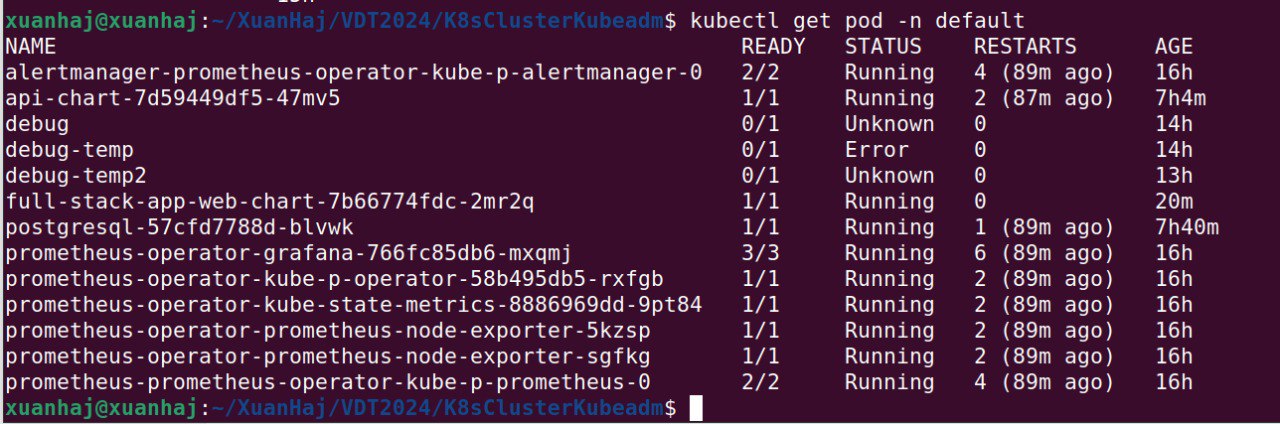 xuanhaj@xuanhaj:~/XuanHaj/VDT2024/K8sClusterKubeadm$ kubectl get pod -n default
NAME READY STATUS RESTARTS AGE
alertmanager-prometheus-operator-kube-p-alertmanager-0 2/2 Running 4 (89m ago) 16h
api-chart-7d59449df5-47mv5 1/1 Running 2 (87m ago) 7h4m
debug 0/1 Unknown 0 14h
debug-temp 0/1 Error 0 14h
debug-temp2 0/1 Unknown 0 13h
full-stack-app-web-chart-7b66774fdc-2mr2q 1/1 Running 0 20m
postgresql-57cfd7788d-blvwk 1/1 Running 1 (89m ago) 7h40m
prometheus-operator-grafana-766fc85db6-mxqmj 3/3 Running 6 (89m ago) 16h
prometheus-operator-kube-p-operator-58b495db5-rxfgb 1/1 Running 2 (89m ago) 16h
prometheus-operator-kube-state-metrics-8886969dd-9pt84 1/1 Running 2 (89m ago) 16h
prometheus-operator-prometheus-node-exporter-5kzsp 1/1 Running 2 (89m ago) 16h
prometheus-operator-prometheus-node-exporter-sgfkg 1/1 Running 2 (89m ago) 16h
prometheus-prometheus-operator-kube-p-prometheus-0 2/2 Running 4 (89m ago) 16h
xuanhaj@xuanhaj:~/XuanHaj/VDT2024/K8sClusterKubeadm$